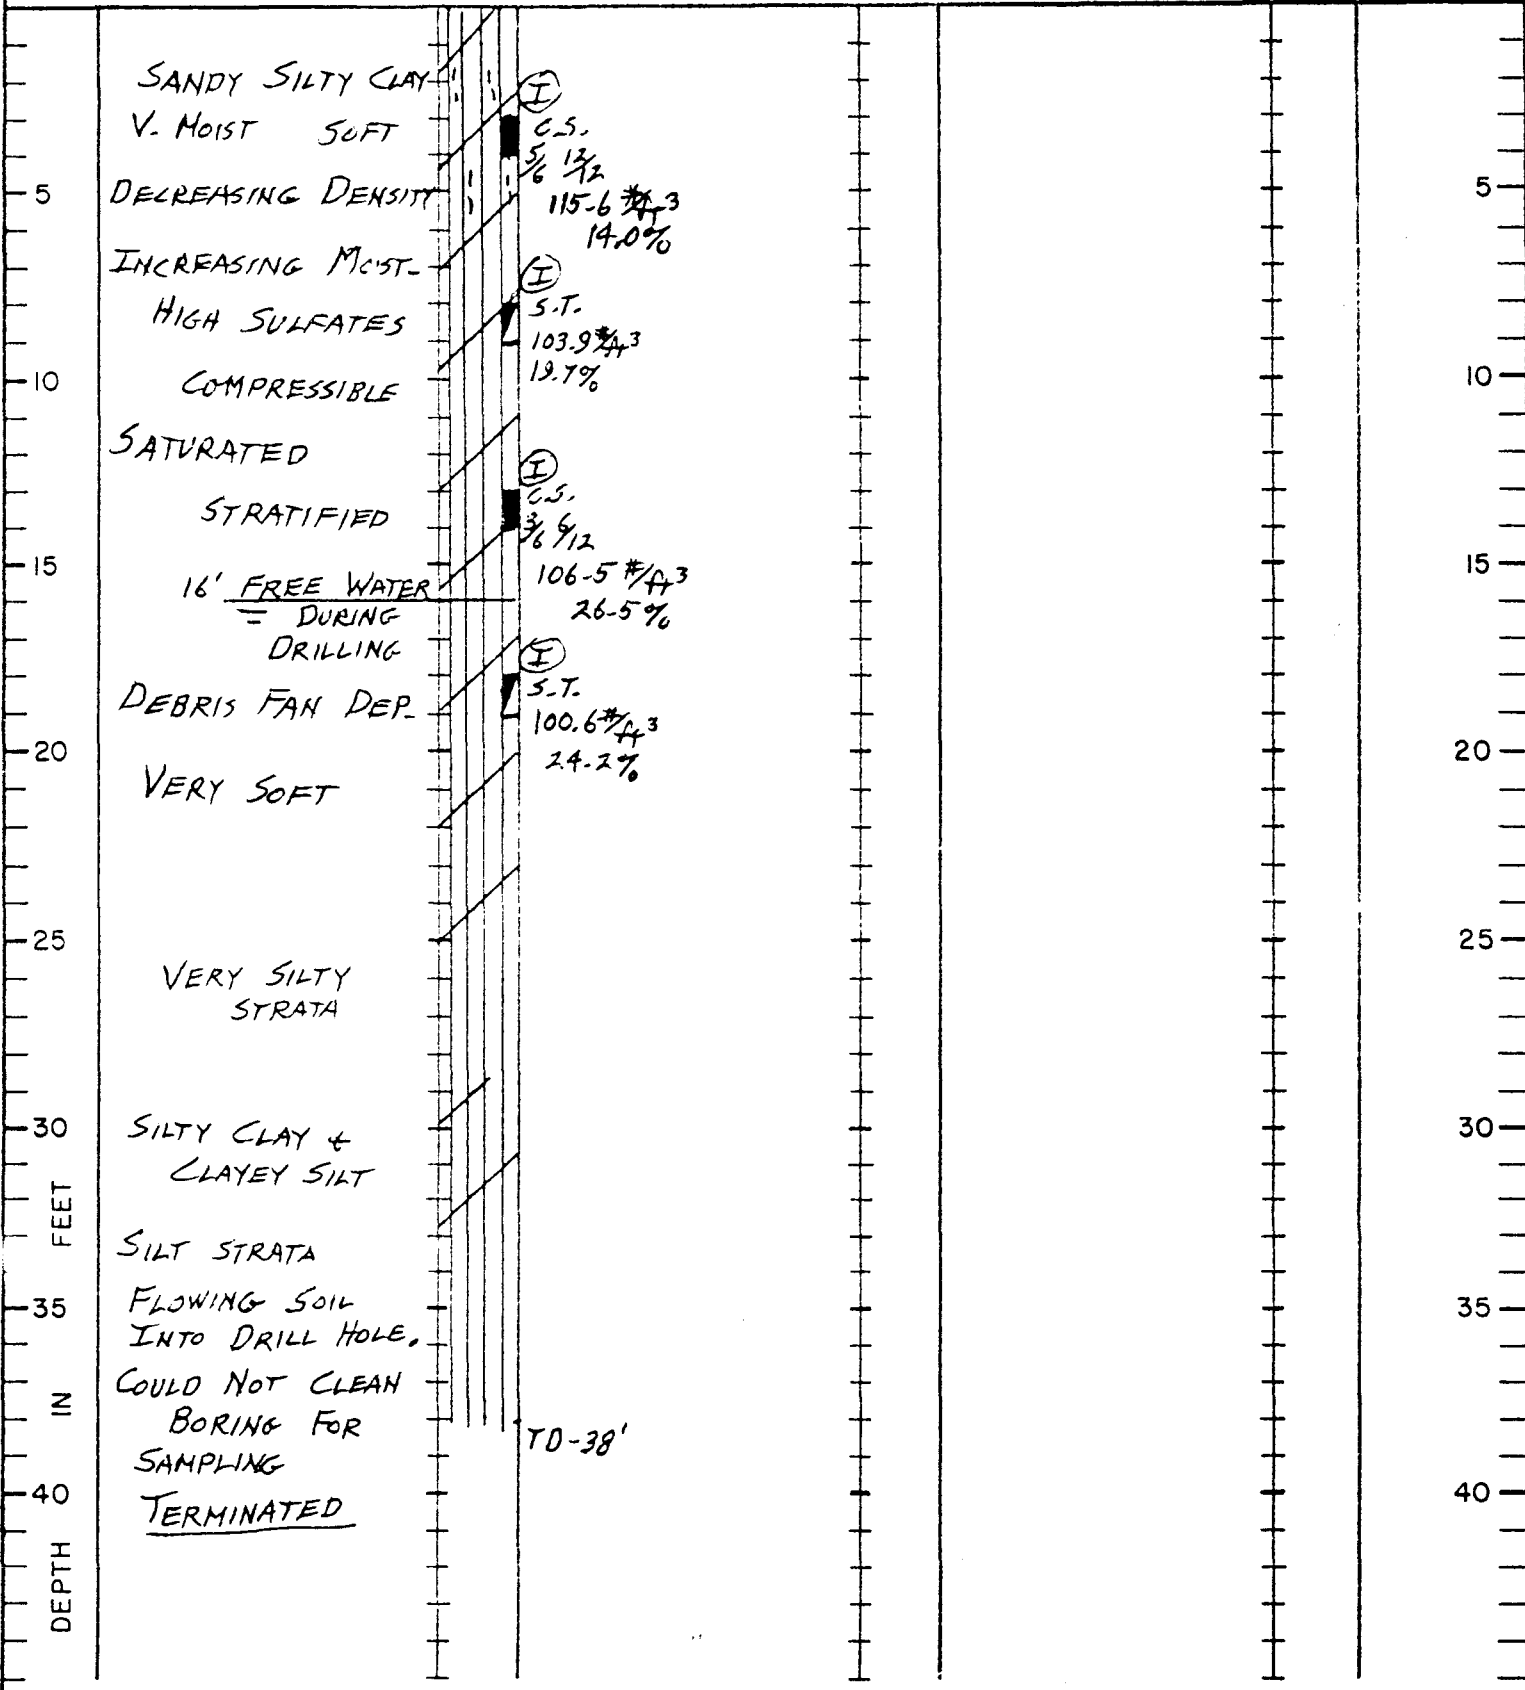 SANDY SILTY CLAY
V. MOIST SOFT
5 DECREASING DENSITY
INCREASING MOIST.
HIGH SULFATES
10 COMPRESSIBLE
SATURATED
STRATIFIED
15
16' FREE WATER
DURING
DRILLING
DEBRIS FAN DEP.
20
VERY SOFT
25
VERY SILTY
STRATA
30 SILTY CLAY &
CLAYEY SILT
SILT STRATA
35 FLOWING SOIL
INTO DRILL HOLE.
COULD NOT CLEAN
BORING FOR
SAMPLING
40 TERMINATED
DEPTH IN FEET
I
C.S.
5/6 12/12
115.6 #/ft3
14.0%
I
S.T.
103.9 #/ft3
19.7%
I
C.S.
3/6 6/12
106.5 #/ft3
26.5%
I
S.T.
100.6 #/ft3
24.2%
TD-38'
5
10
15
20
25
30
35
40